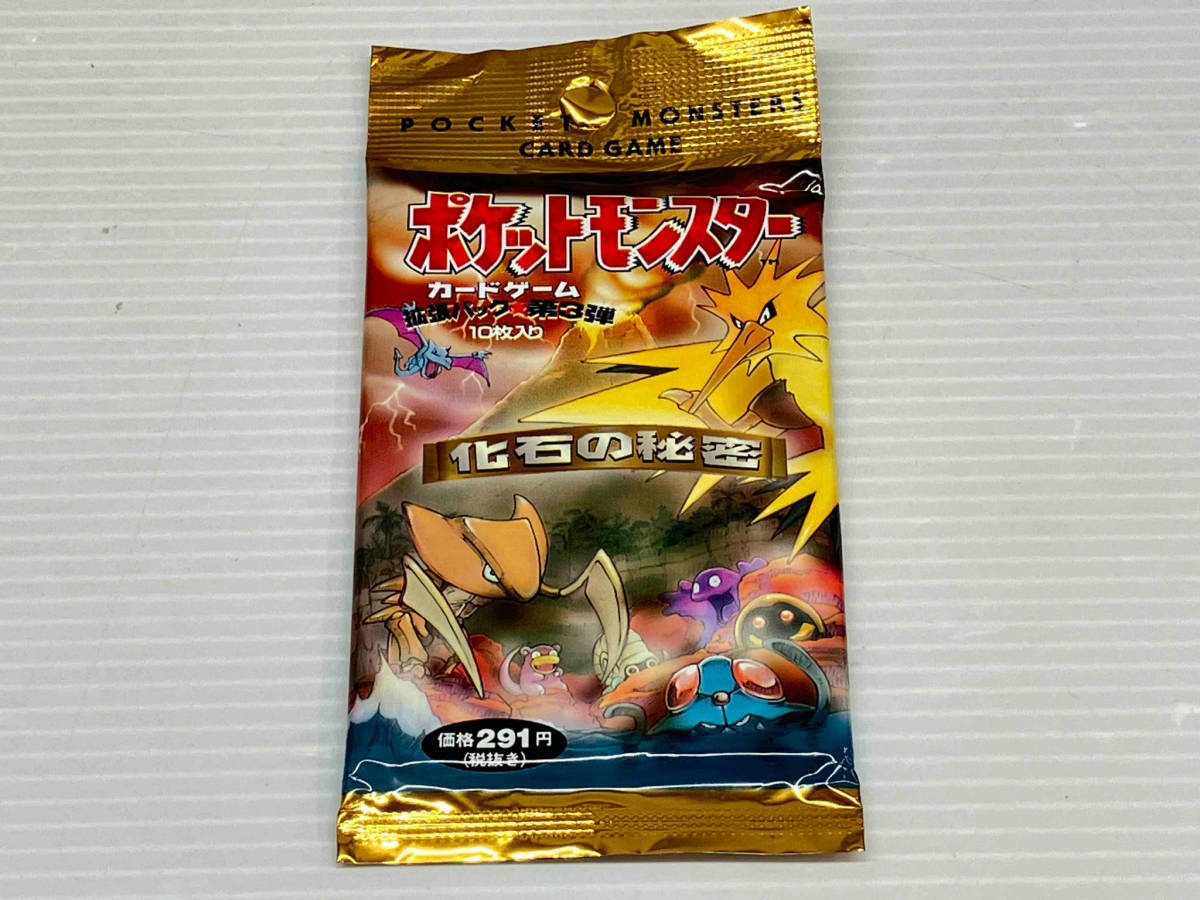 POCKET MONSTERS
CARD GAME
ポケットモンスター
TM
カードゲーム
拡張パック 第3弾
10枚入り
化石の秘密
価格291円
(税抜き)